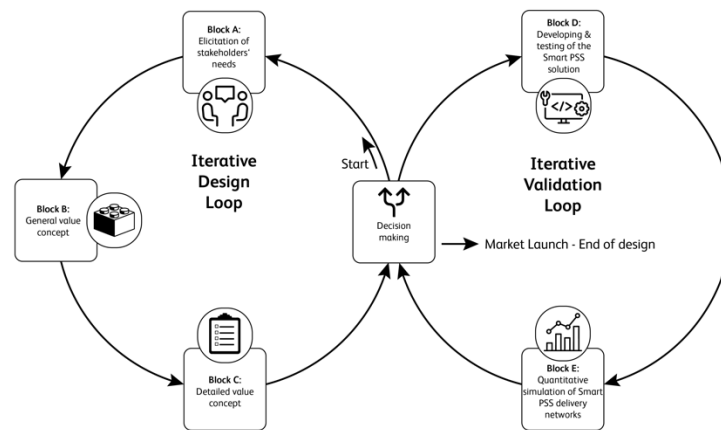 Block A:
Elicitation of
stakeholders'
needs
Block D:
Developing &
testing of the
Smart PSS
solution
Start
Iterative
Design
Loop
Iterative
Validation
Loop
Block B:
General value
concept
Decision
making
Market Launch - End of design
Block C:
Detailed value
concept
Block E:
Quantitative
simulation of Smart
PSS delivery
networks